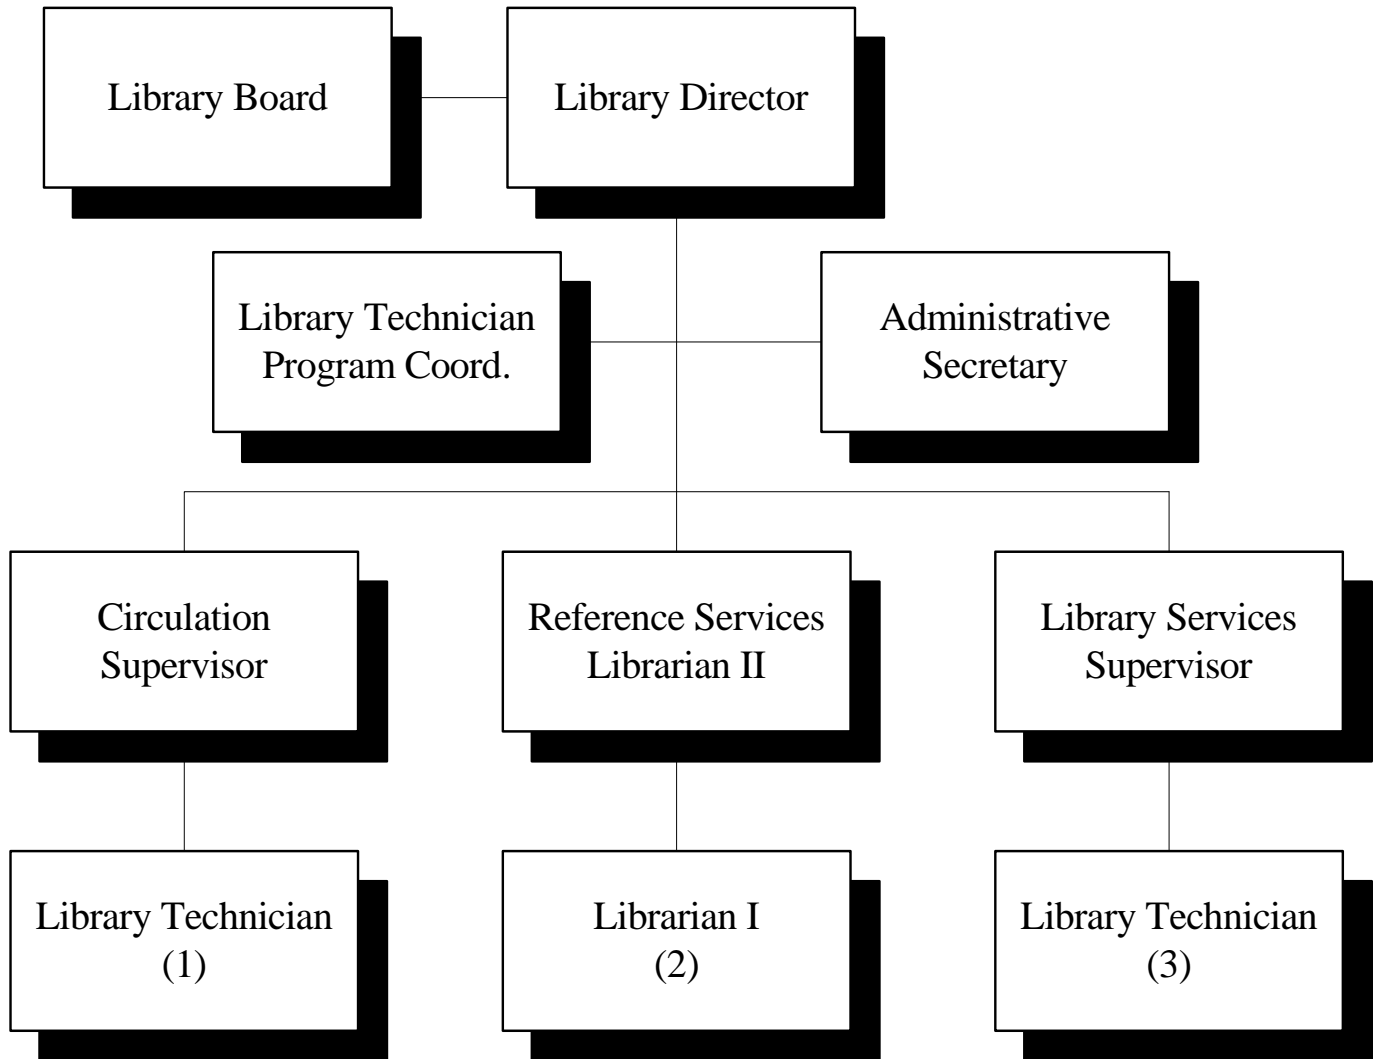 Library Board
Library Director
Library Technician
Program Coord.
Administrative
Secretary
Circulation
Supervisor
Reference Services
Librarian II
Library Services
Supervisor
Library Technician
(1)
Librarian I
(2)
Library Technician
(3)